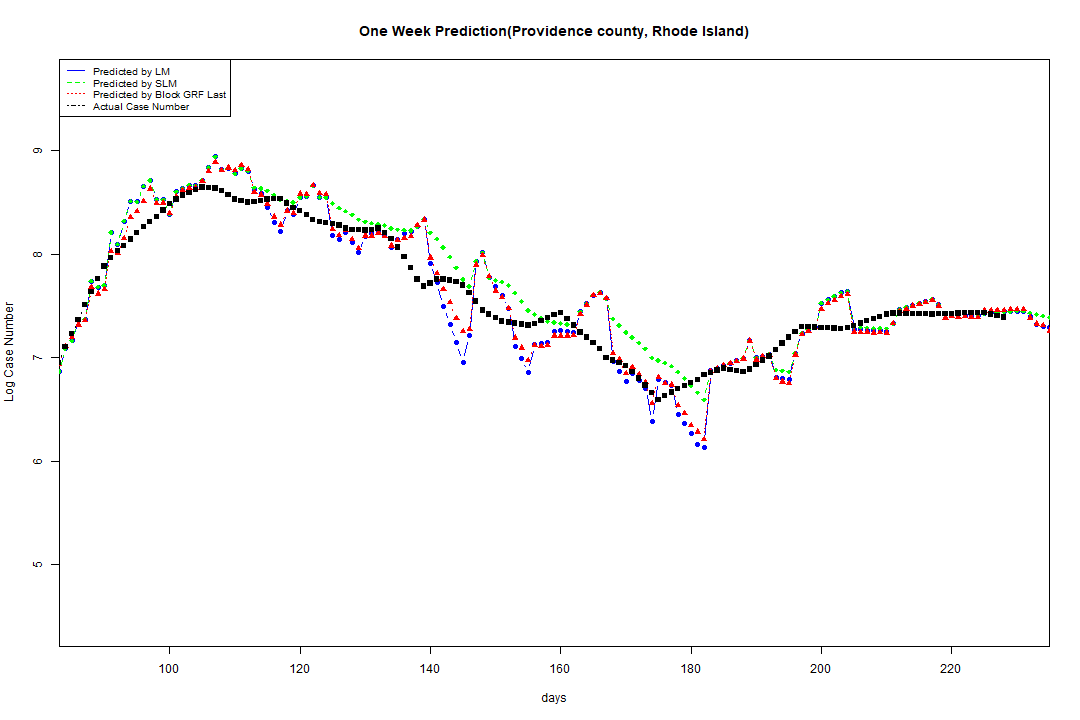 One Week Prediction(Providence county, Rhode Island)
Predicted by LM
Predicted by SLM
Predicted by Block GRF Last
Actual Case Number
9
8
7
6
5
Log Case Number
100 120 140 160 180 200 220
days